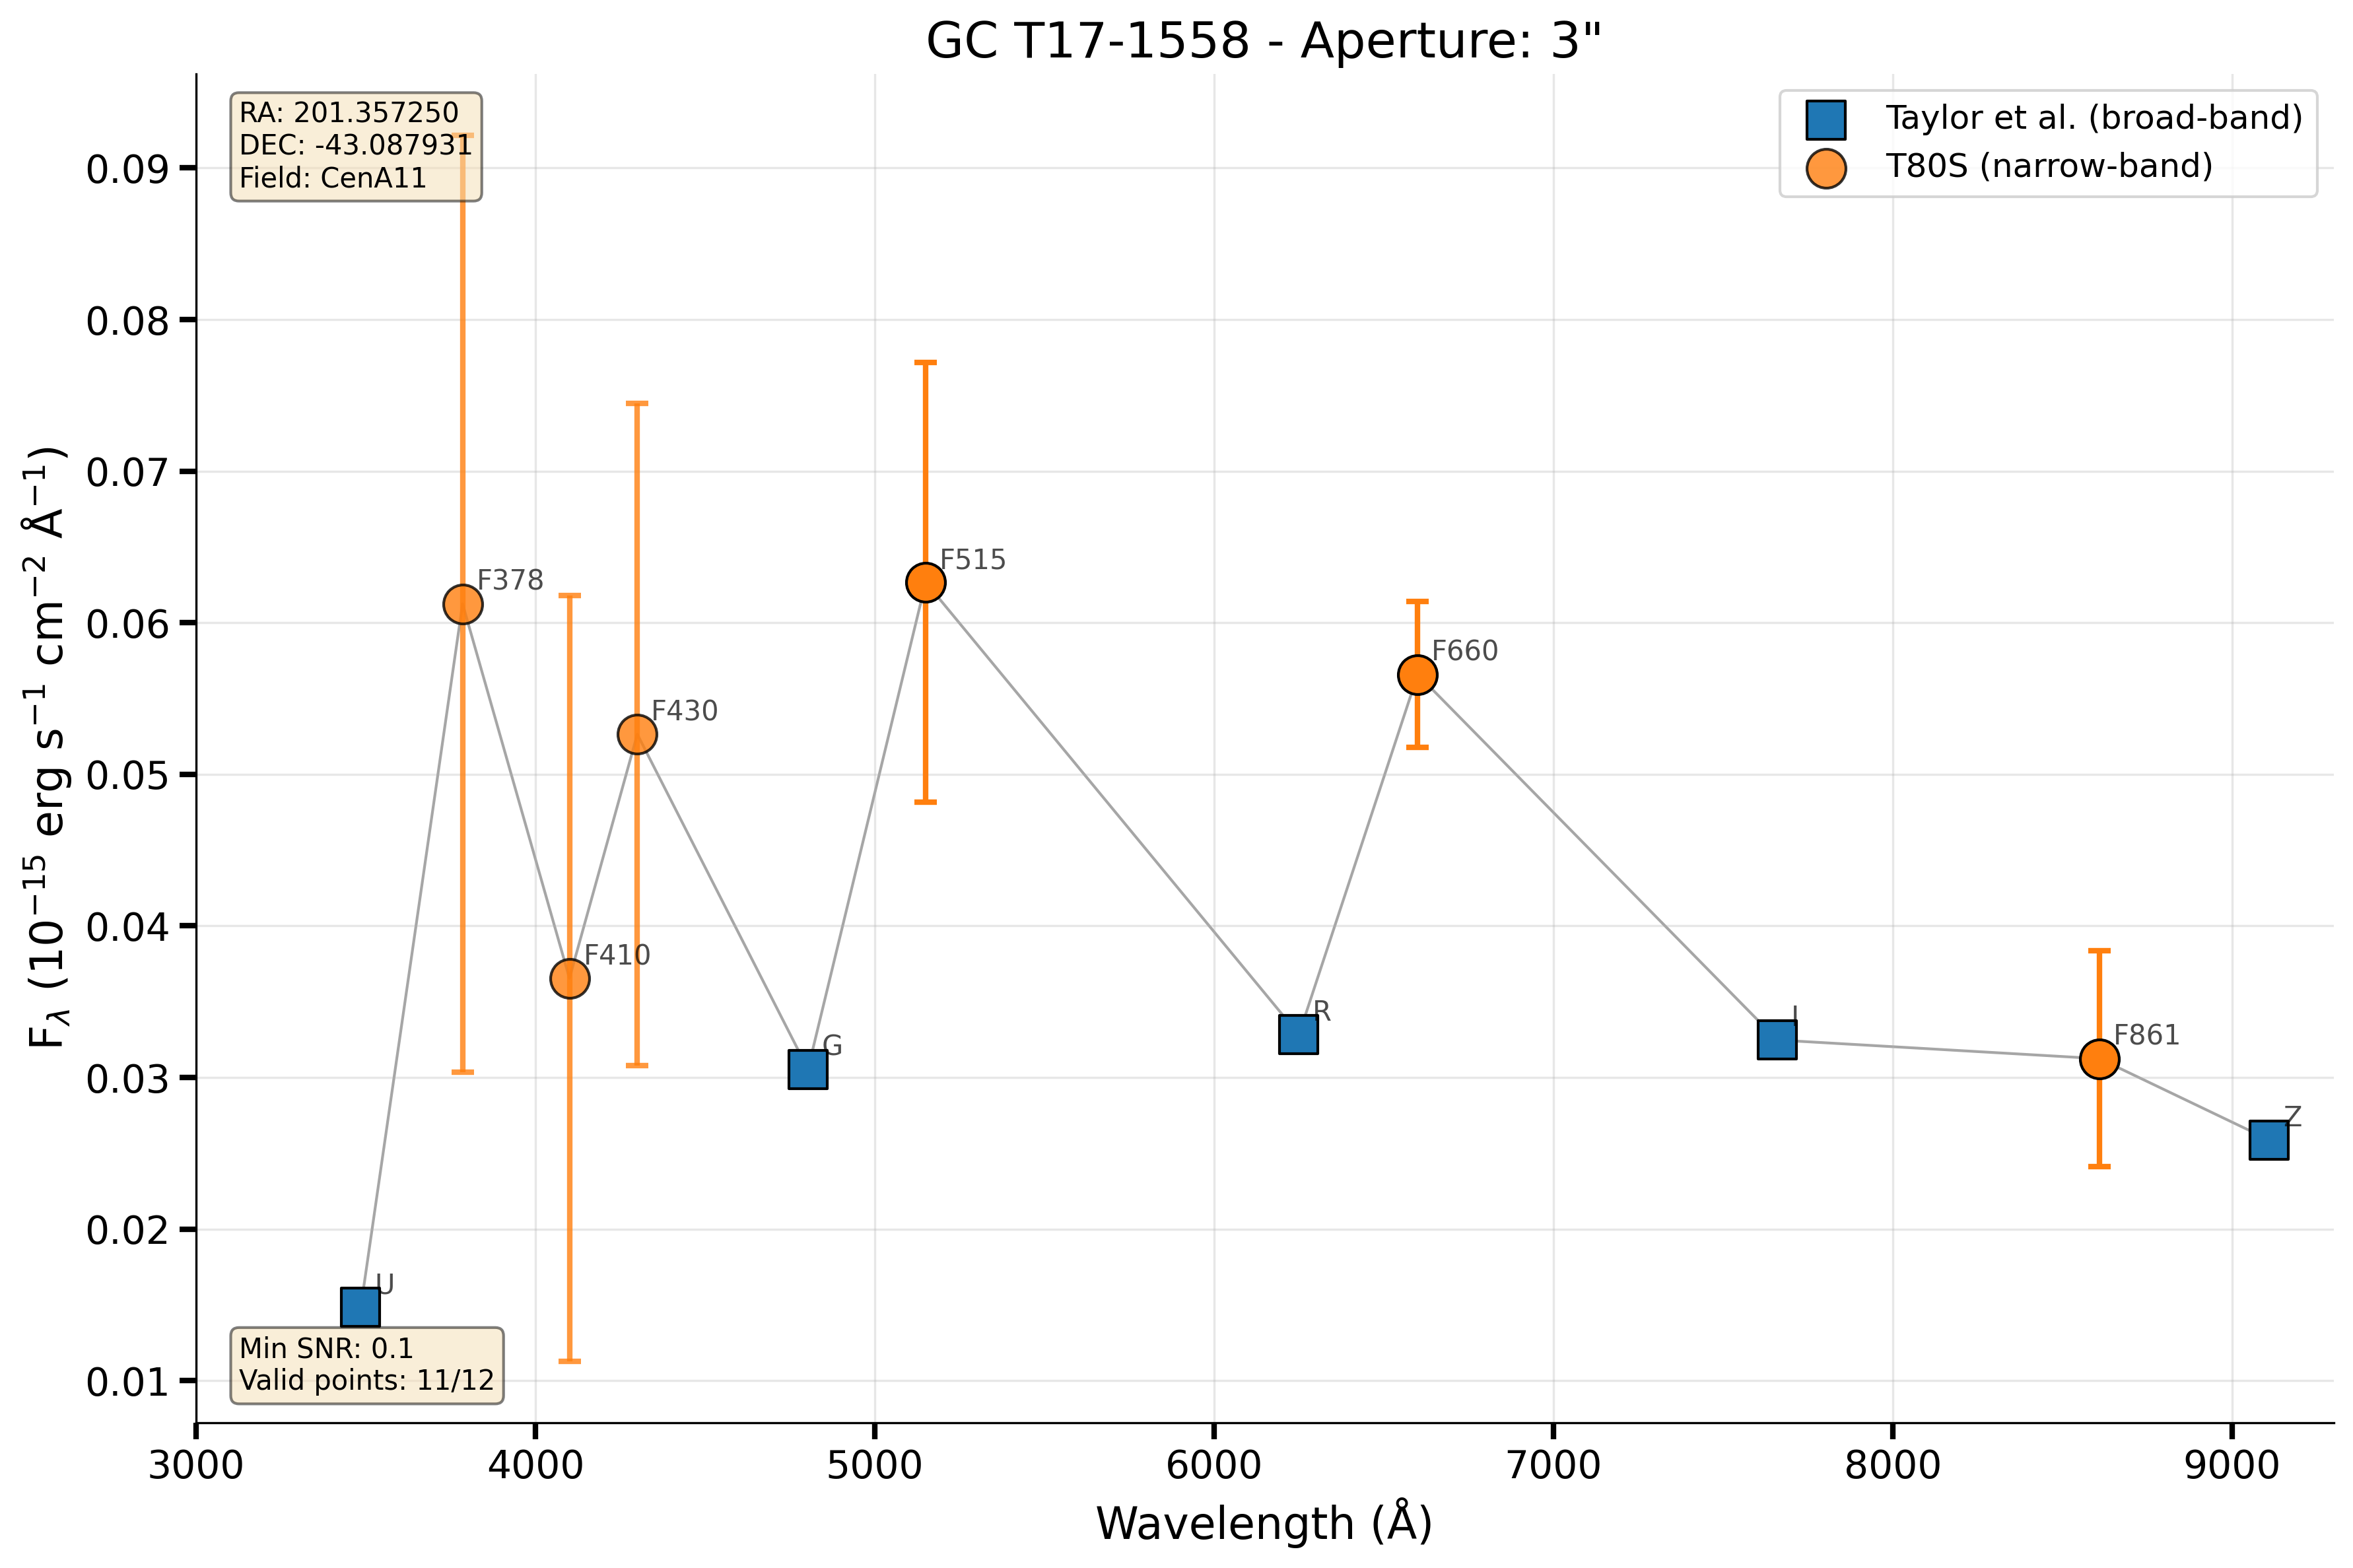 GC T17-1558 - Aperture: 3"
RA: 201.357250
DEC: -43.087931
Field: CenA11
Taylor et al. (broad-band)
T80S (narrow-band)
0.09
0.08
0.07
0.06
0.05
0.04
0.03
0.02
0.01
F_λ (10⁻¹⁵ erg s⁻¹ cm⁻² Å⁻¹)
U
F378
F410
F430
G
F515
R
F660
I
F861
Z
Min SNR: 0.1
Valid points: 11/12
3000 4000 5000 6000 7000 8000 9000
Wavelength (Å)